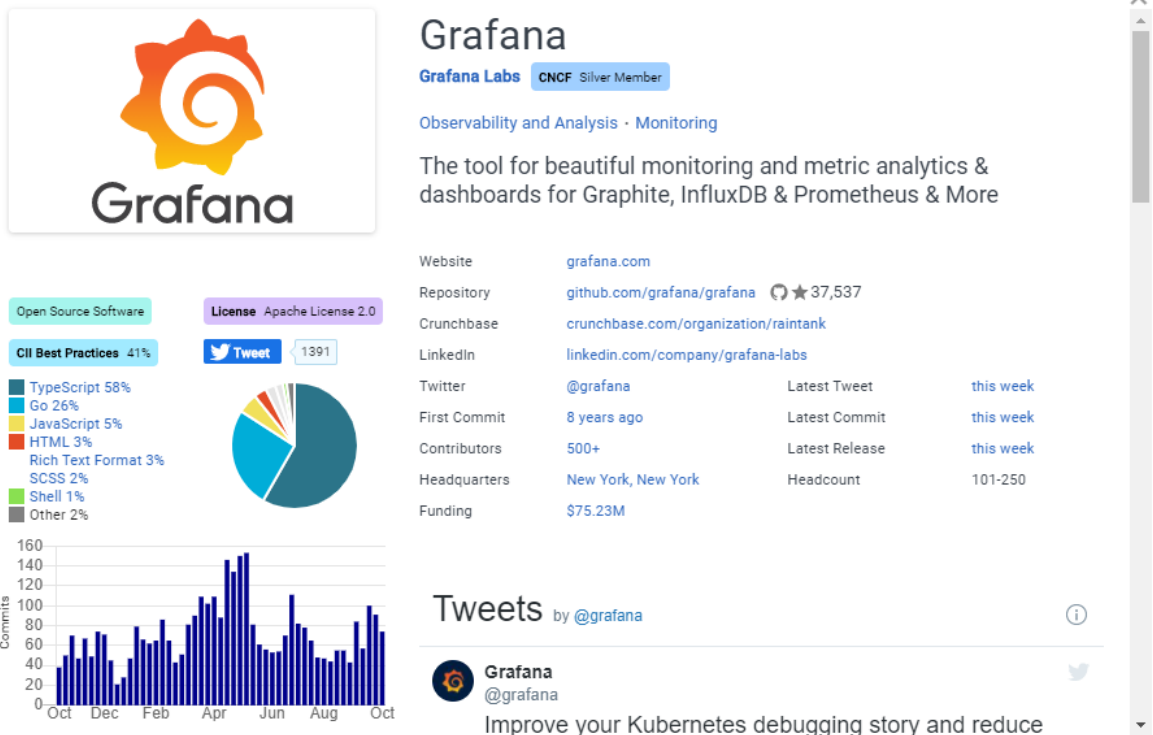 Grafana
Open Source Software
License Apache License 2.0
CII Best Practices 41%
Tweet 1391
TypeScript 58%
Go 26%
JavaScript 5%
HTML 3%
Rich Text Format 3%
SCSS 2%
Shell 1%
Other 2%
Commits
160
140
120
100
80
60
40
20
0
Oct Dec Feb Apr Jun Aug Oct
Grafana
Grafana Labs CNCF Silver Member
Observability and Analysis · Monitoring
The tool for beautiful monitoring and metric analytics &
dashboards for Graphite, InfluxDB & Prometheus & More
Website grafana.com
Repository github.com/grafana/grafana 37,537
Crunchbase crunchbase.com/organization/raintank
LinkedIn linkedin.com/company/grafana-labs
Twitter @grafana Latest Tweet this week
First Commit 8 years ago Latest Commit this week
Contributors 500+ Latest Release this week
Headquarters New York, New York Headcount 101-250
Funding $75.23M
Tweets by @grafana
Grafana
@grafana
Improve your Kubernetes debugging story and reduce